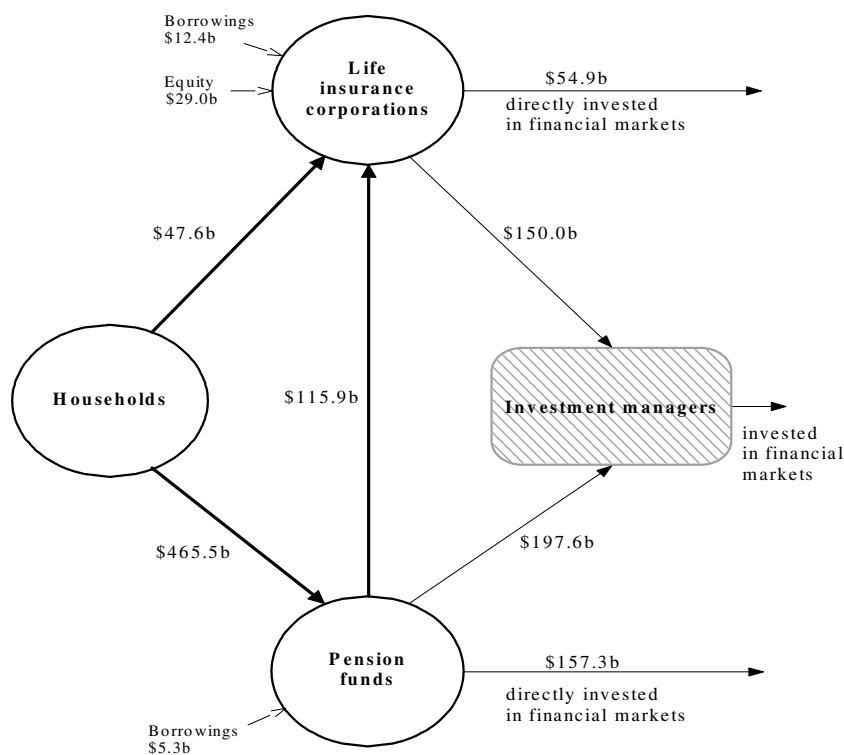 Borrowings
$12.4b
Equity
$29.0b
Life
insurance
corporations
$54.9b
directly invested
in financial markets
$47.6b
$150.0b
Households
$115.9b
Investment managers
invested
in financial
markets
$465.5b
$197.6b
Pension
funds
$157.3b
directly invested
in financial markets
Borrowings
$5.3b